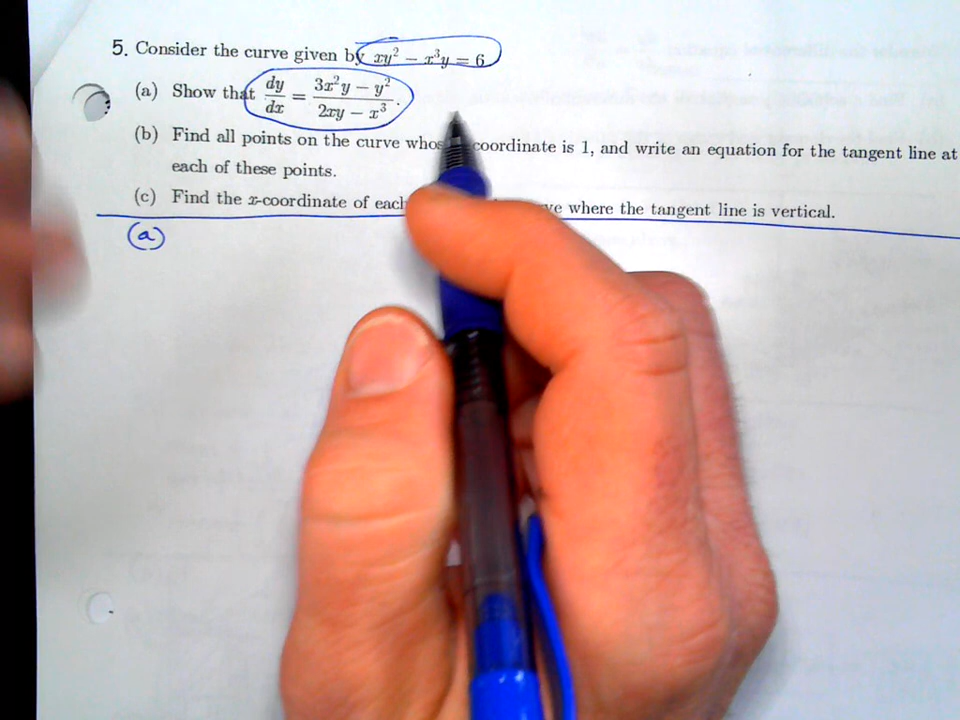 5. Consider the curve given by xy² − x³y = 6
(a) Show that dy/dx = (3x²y − y²)/(2xy − x³).
(b) Find all points on the curve whos coordinate is 1, and write an equation for the tangent line at
each of these points.
(c) Find the x-coordinate of each where the tangent line is vertical.
(a)